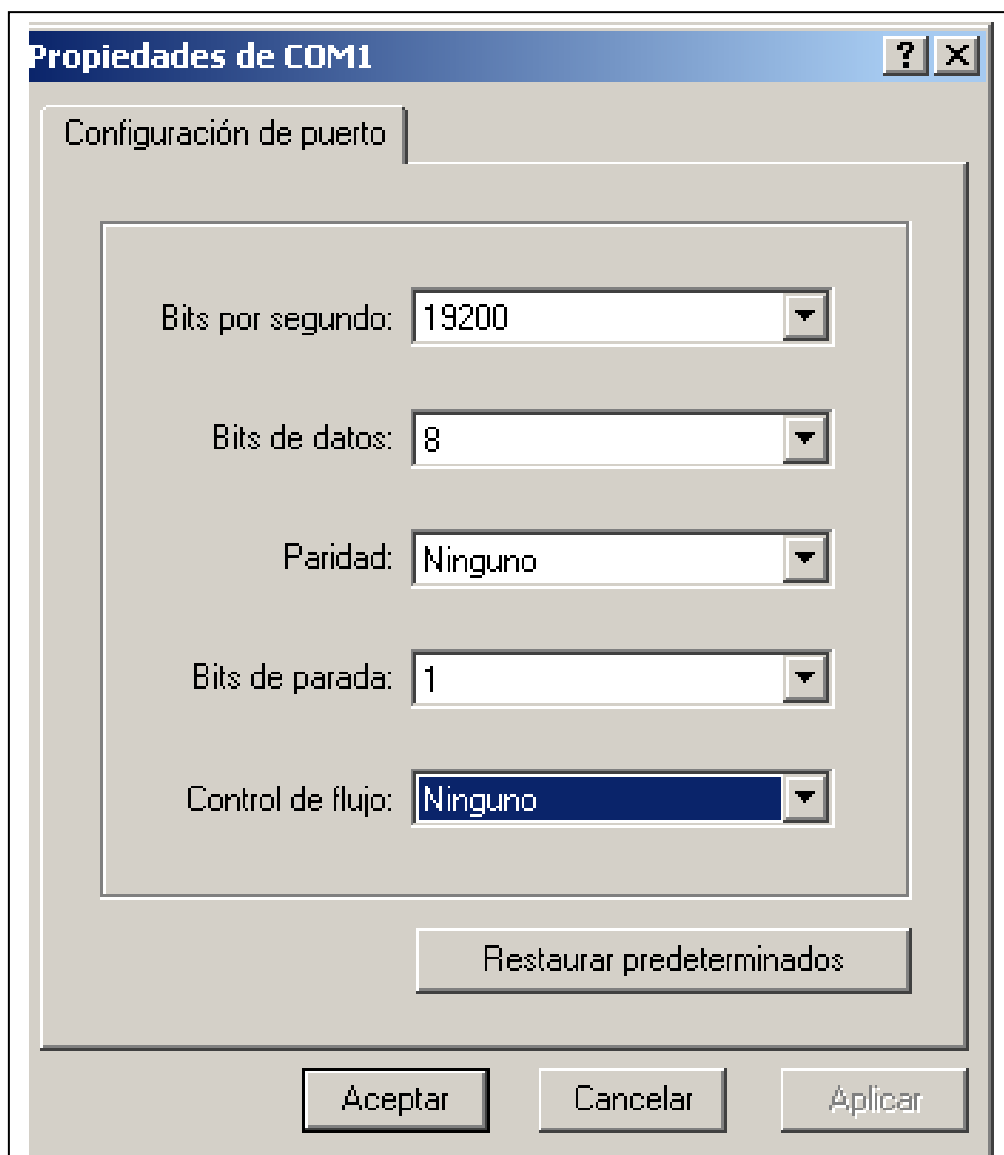 Propiedades de COM1
Configuración de puerto
Bits por segundo: 19200
Bits de datos: 8
Paridad: Ninguno
Bits de parada: 1
Control de flujo: Ninguno
Restaurar predeterminados
Aceptar Cancelar Aplicar